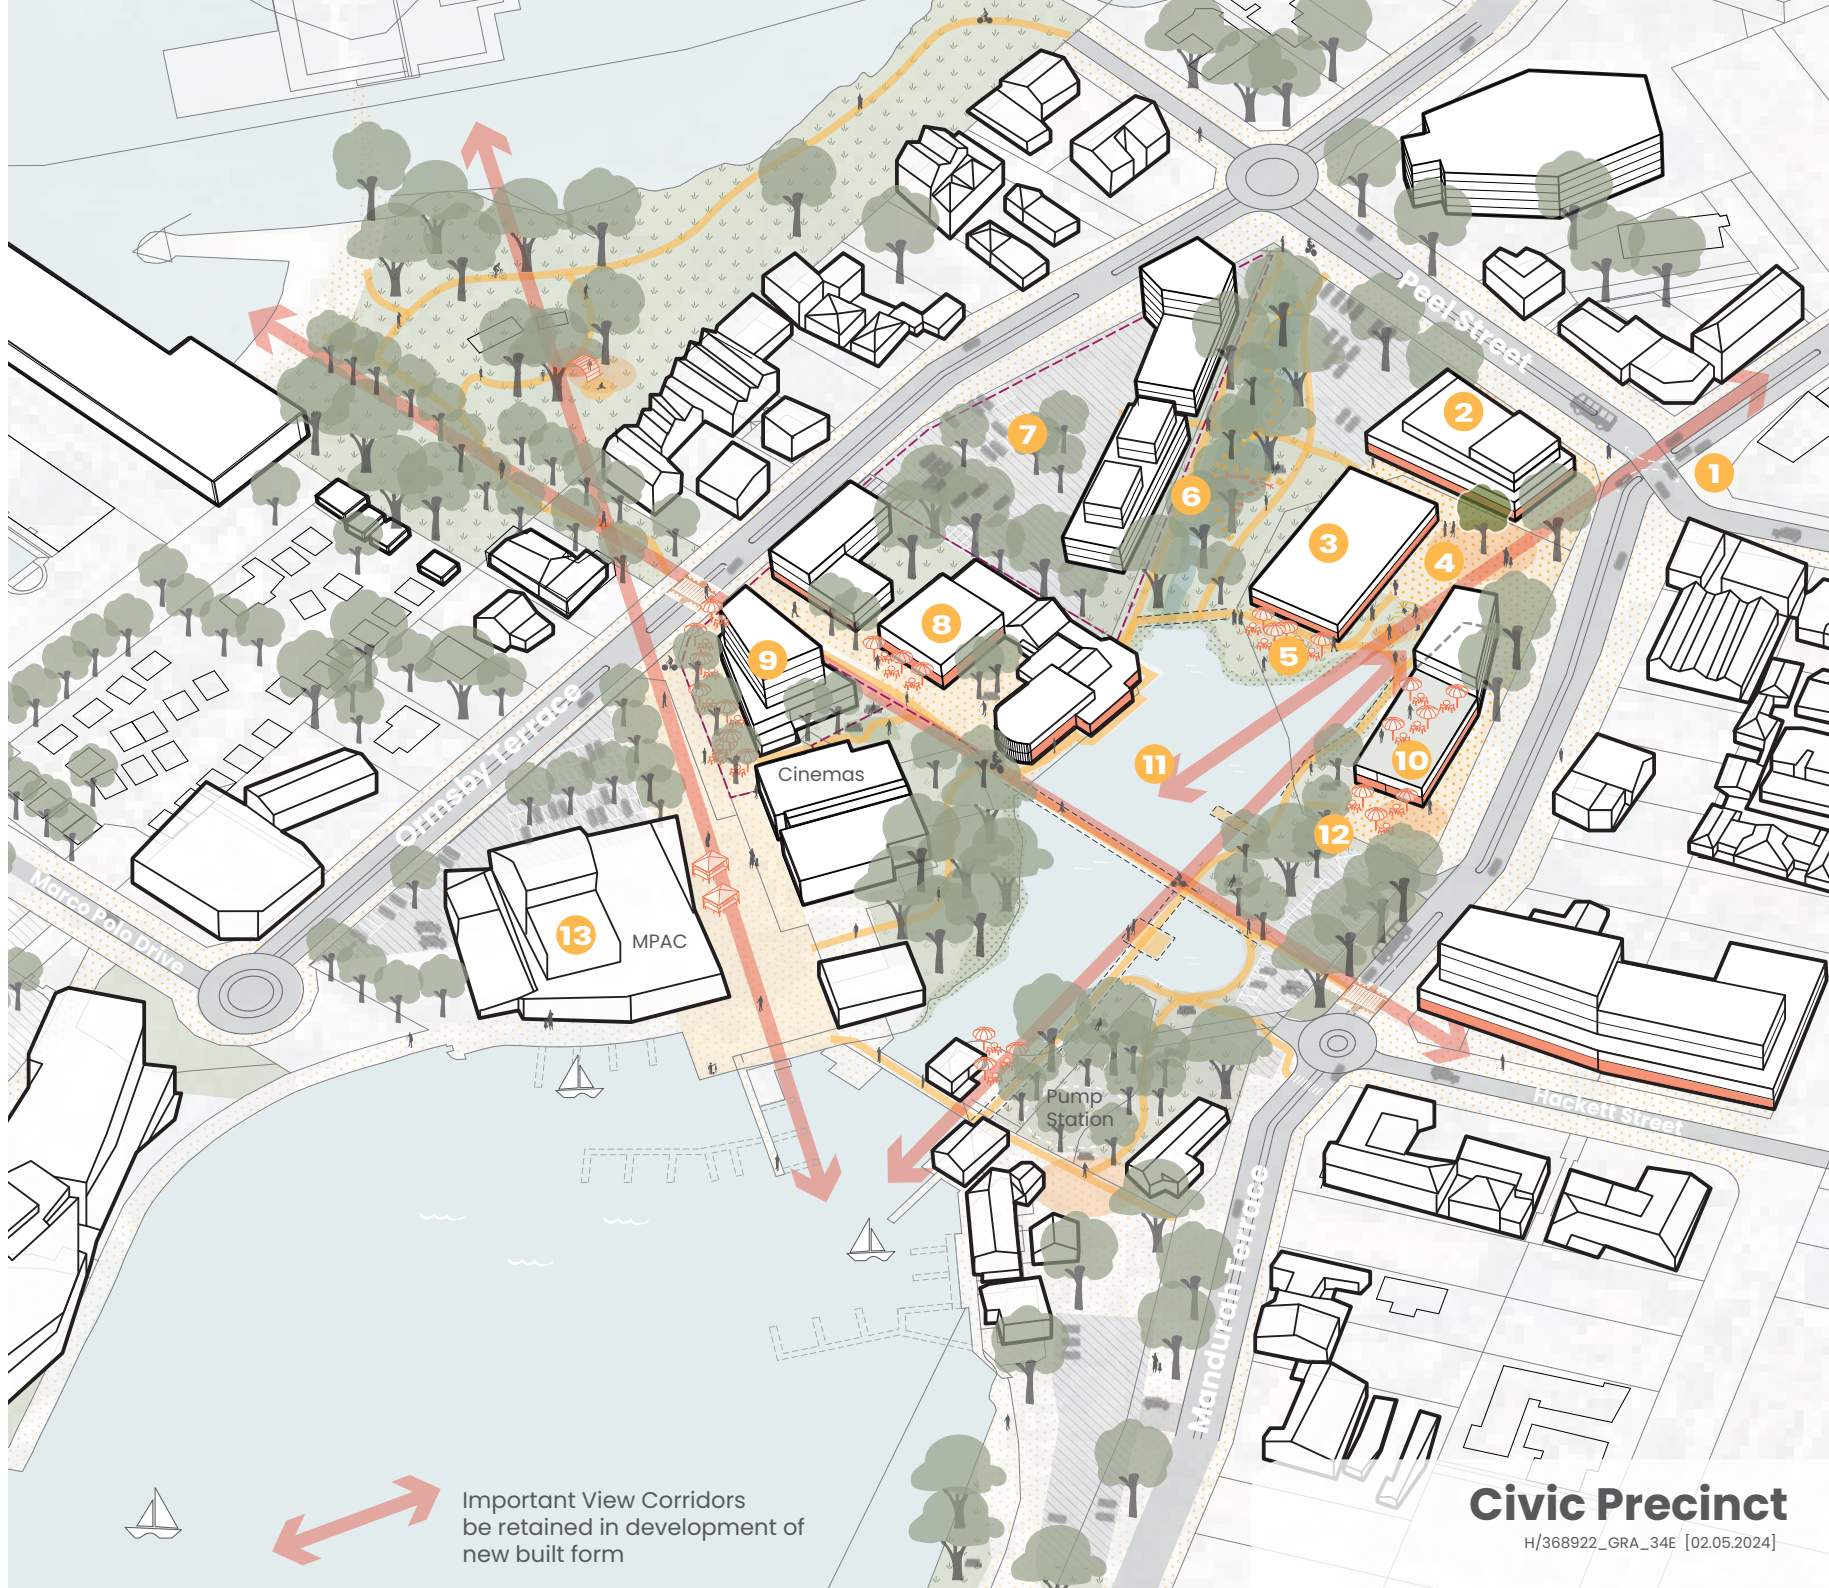 Peel Street
2
1
7
6
3
4
8
5
9
Ormsby Terrace
Cinemas
11
10
12
Marco Polo Drive
13
MPAC
Pump
Station
Hackett Street
Mandurah Terrace
Important View Corridors
be retained in development of
new built form
Civic Precinct
H/368922_GRA_34E [02.05.2024]